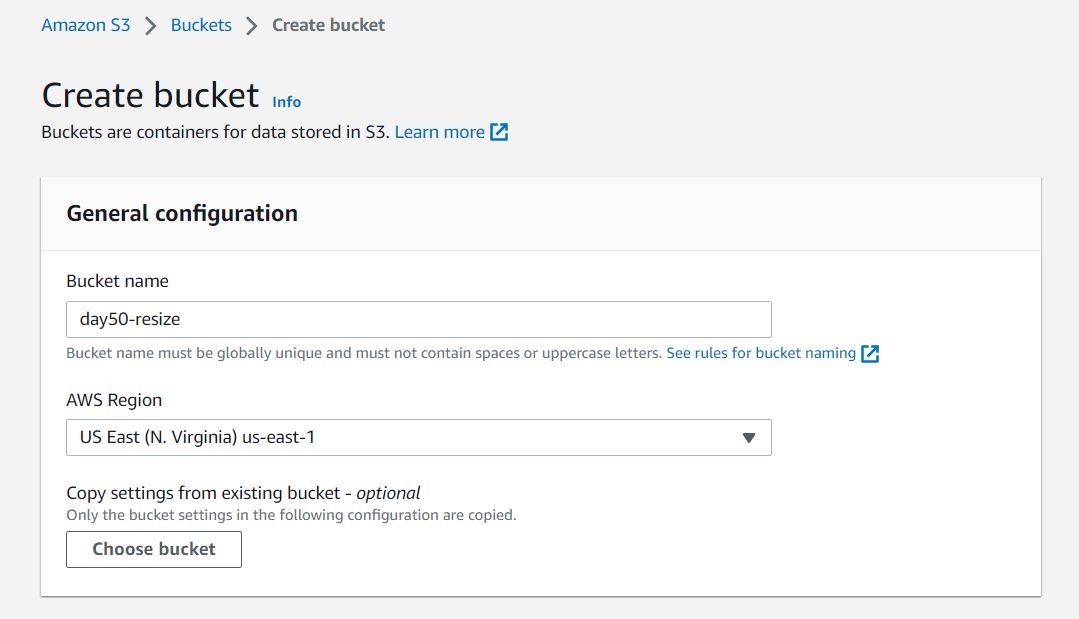 Amazon S3 > Buckets > Create bucket
Create bucket Info
Buckets are containers for data stored in S3. Learn more
General configuration
Bucket name
day50-resize
Bucket name must be globally unique and must not contain spaces or uppercase letters. See rules for bucket naming
AWS Region
US East (N. Virginia) us-east-1
Copy settings from existing bucket - optional
Only the bucket settings in the following configuration are copied.
Choose bucket